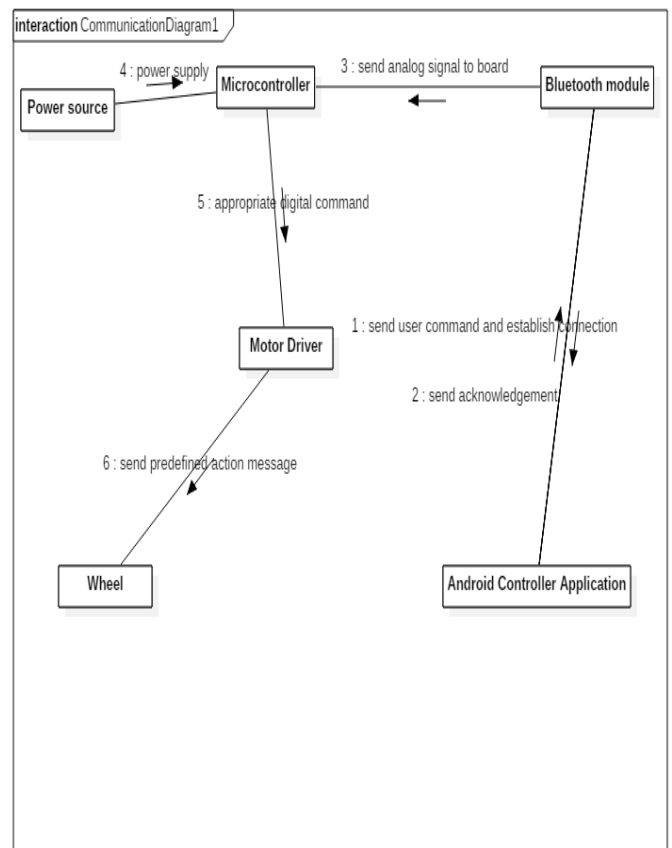 interaction CommunicationDiagram1
4 : power supply
3 : send analog signal to board
Power source
Microcontroller
Bluetooth module
5 : appropriate digital command
1 : send user command and establish connection
Motor Driver
2 : send acknowledgement
6 : send predefined action message
Wheel
Android Controller Application